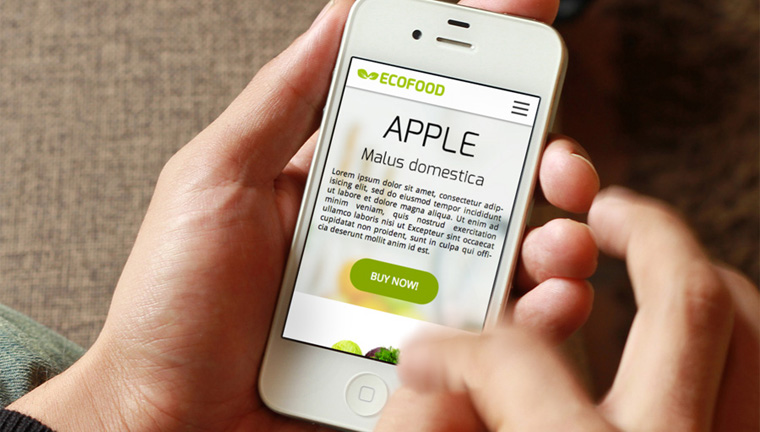 ECOFOOD
APPLE
Malus domestica
Lorem ipsum dolor sit amet, consectetur adip-
isicing elit, sed do eiusmod tempor incididunt
ut labore et dolore magna aliqua. Ut enim ad
minim veniam, quis nostrud exercitation
ullamco laboris nisi ut Excepteur sint occaecat
cupidatat non proident, sunt in culpa qui offi-
cia deserunt mollit anim id est.
BUY NOW!